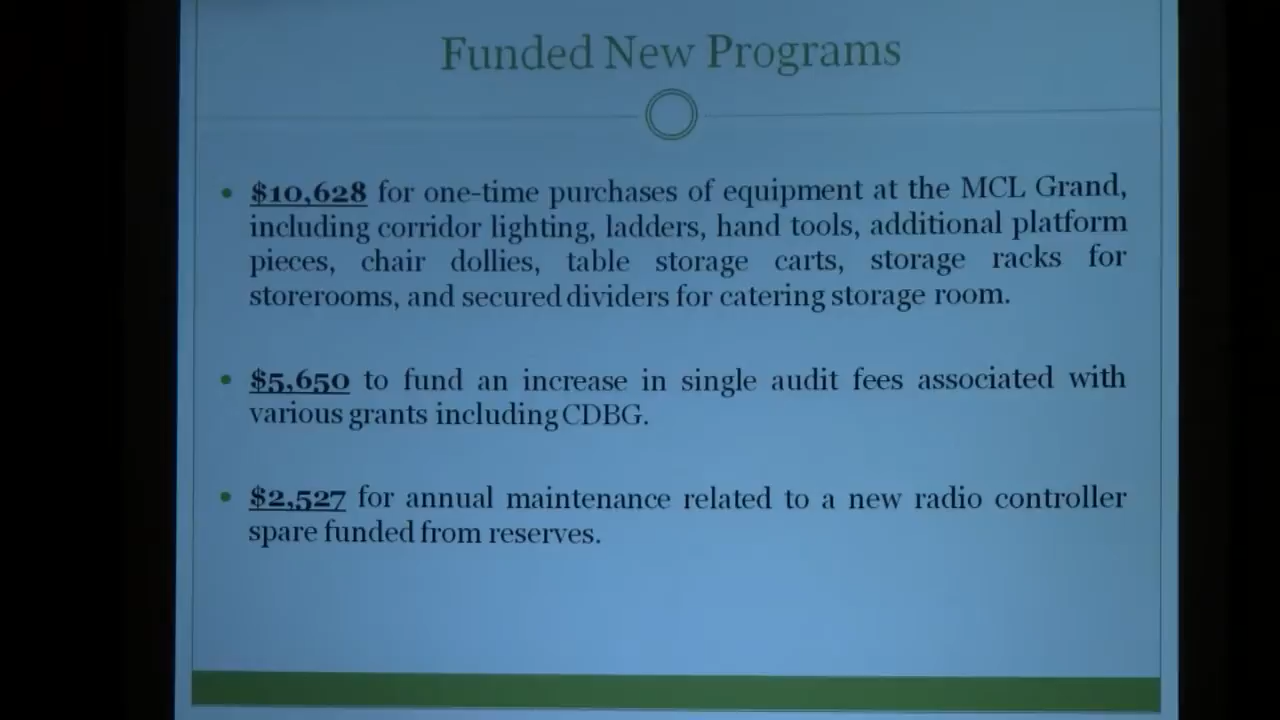 Funded New Programs
• $10,628 for one-time purchases of equipment at the MCL Grand,
including corridor lighting, ladders, hand tools, additional platform
pieces, chair dollies, table storage carts, storage racks for
storerooms, and secured dividers for catering storage room.
• $5,650 to fund an increase in single audit fees associated with
various grants including CDBG.
• $2,527 for annual maintenance related to a new radio controller
spare funded from reserves.